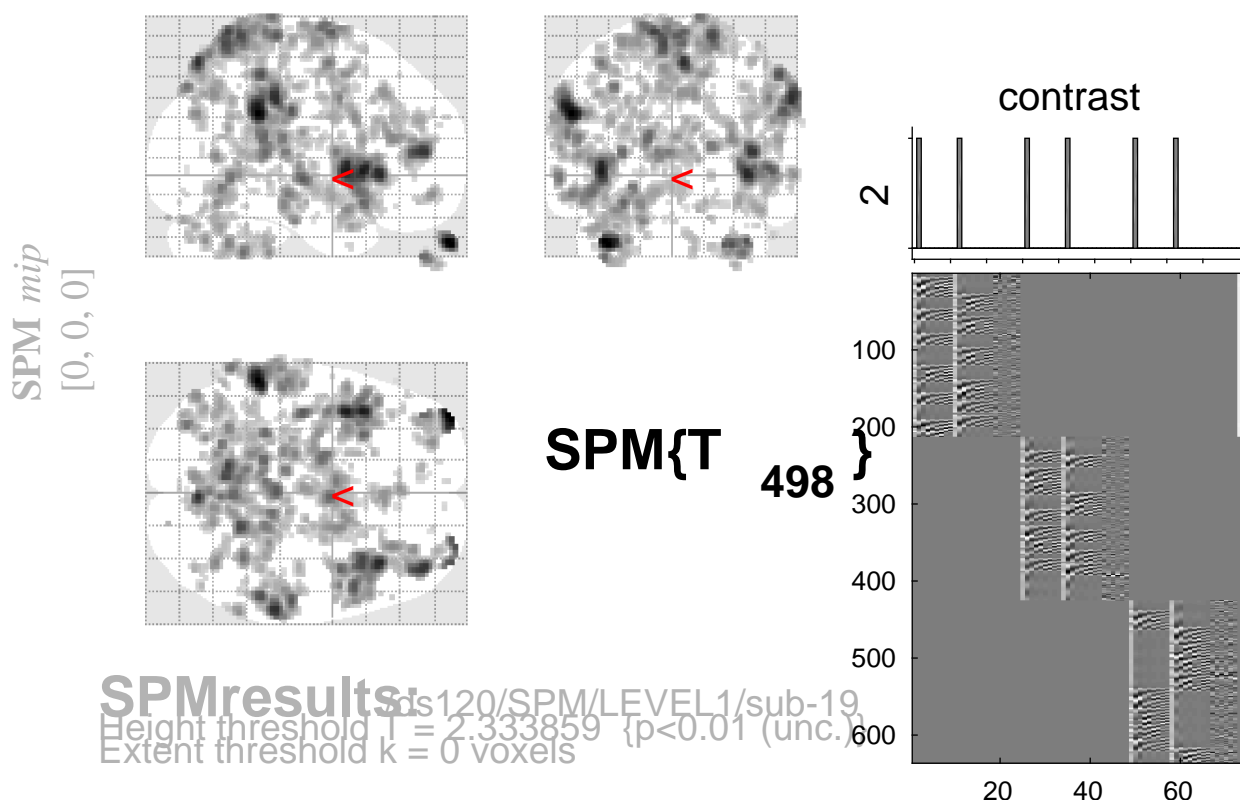 SPM mip
[0, 0, 0]
<
<
<
SPM{T498}
contrast
2
100
200
300
400
500
600
20
40
60
SPMresults: /ds120/SPM/LEVEL1/sub-19
Height threshold T = 2.333859 {p<0.01 (unc.)}
Extent threshold k = 0 voxels